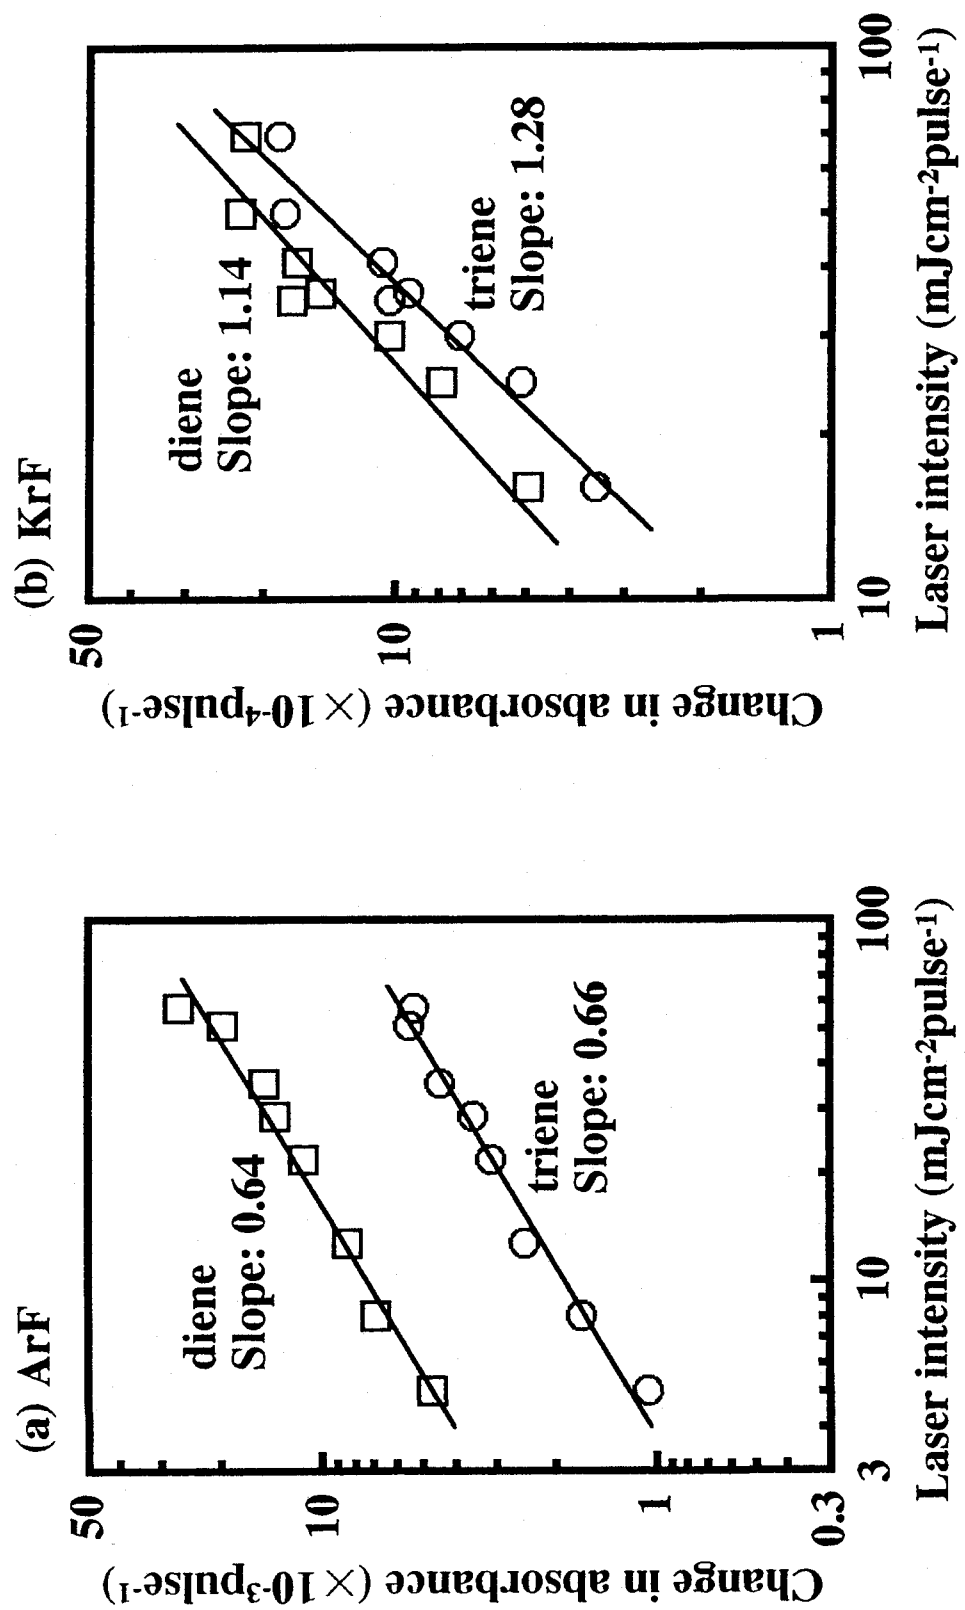 (a) ArF
Change in absorbance (×10-3pulse-1)
50
10
1
0.3
diene
Slope: 0.64
triene
Slope: 0.66
3
10
100
Laser intensity (mJcm-2pulse-1)
(b) KrF
Change in absorbance (×10-4pulse-1)
50
10
1
diene
Slope: 1.14
triene
Slope: 1.28
10
100
Laser intensity (mJcm-2pulse-1)